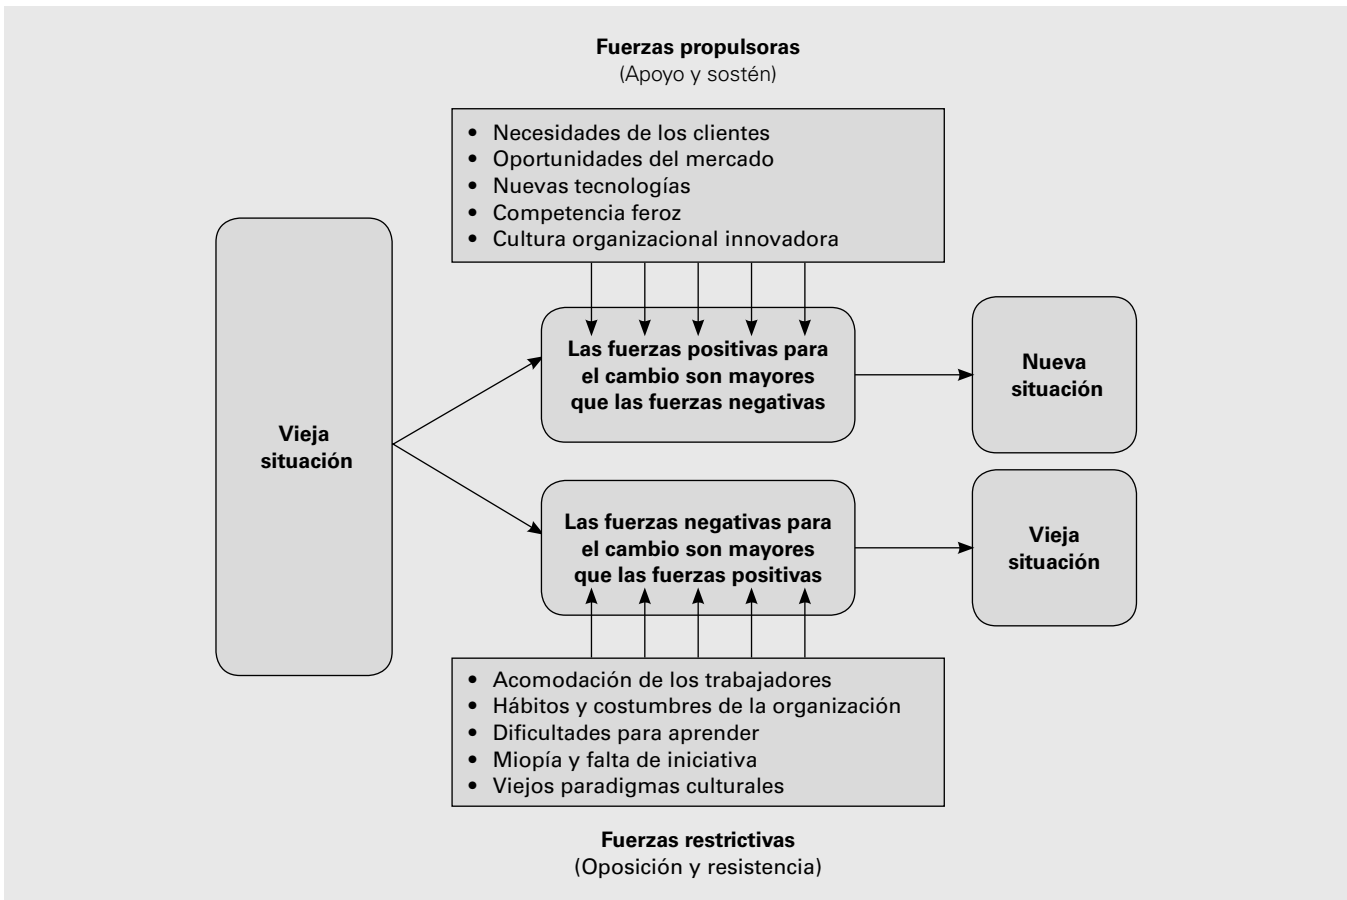 Fuerzas propulsoras
(Apoyo y sostén)
• Necesidades de los clientes
• Oportunidades del mercado
• Nuevas tecnologías
• Competencia feroz
• Cultura organizacional innovadora
Vieja
situación
Las fuerzas positivas para
el cambio son mayores
que las fuerzas negativas
Nueva
situación
Las fuerzas negativas para
el cambio son mayores
que las fuerzas positivas
Vieja
situación
• Acomodación de los trabajadores
• Hábitos y costumbres de la organización
• Dificultades para aprender
• Miopía y falta de iniciativa
• Viejos paradigmas culturales
Fuerzas restrictivas
(Oposición y resistencia)